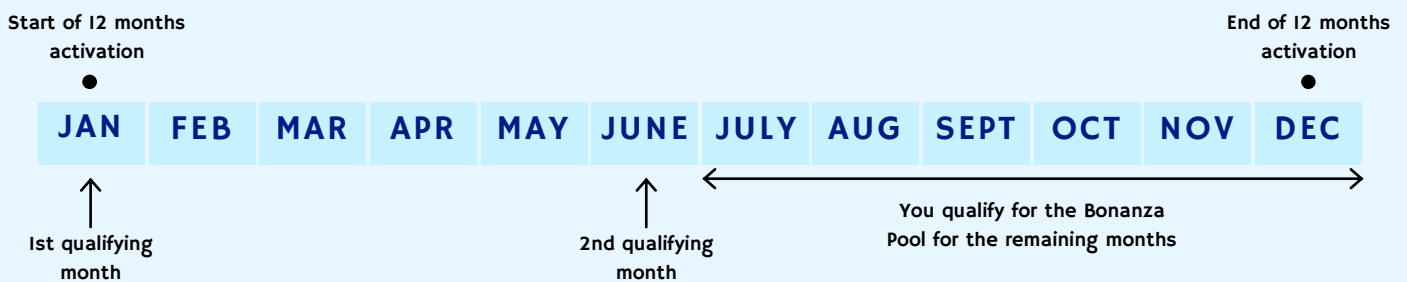 Start of 12 months
activation
End of 12 months
activation
JAN FEB MAR APR MAY JUNE JULY AUG SEPT OCT NOV DEC
1st qualifying
month
2nd qualifying
month
You qualify for the Bonanza
Pool for the remaining months